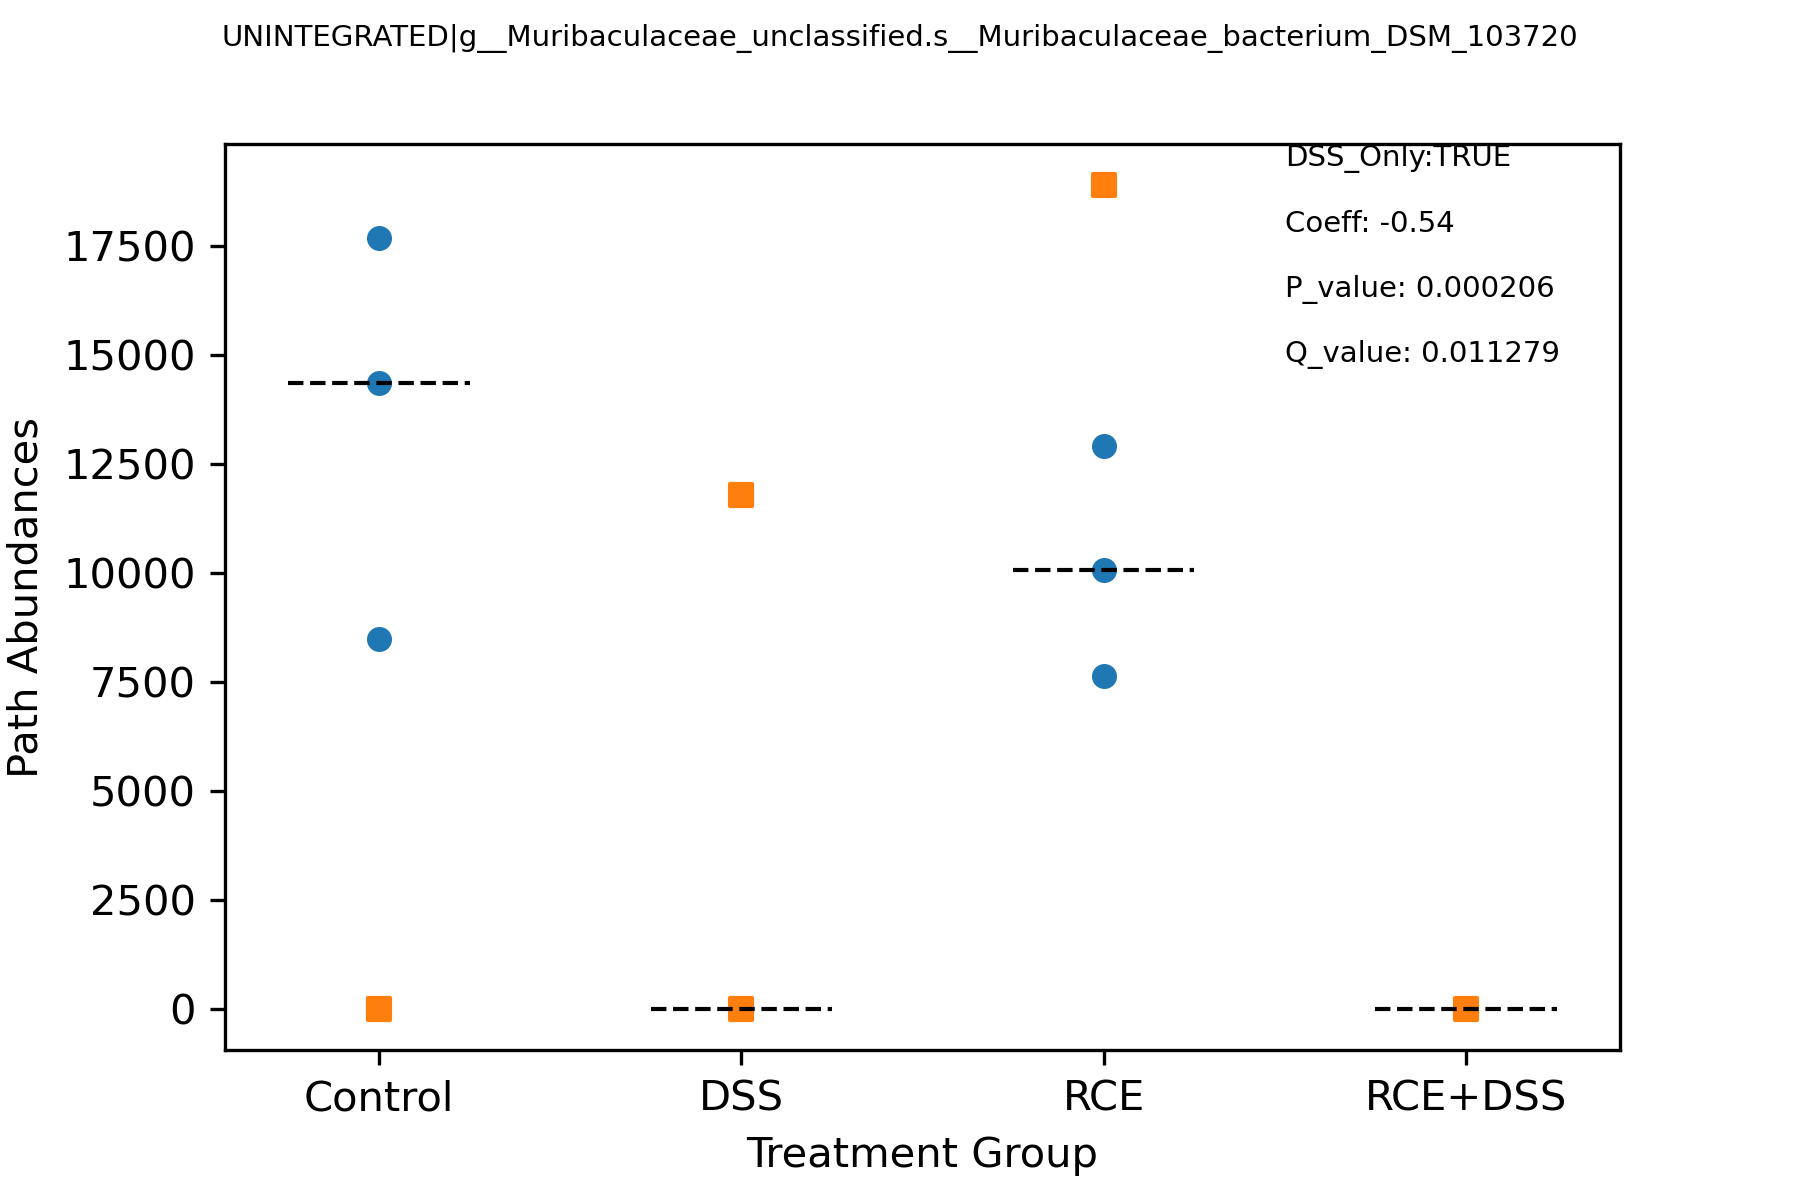 UNINTEGRATED|g__Muribaculaceae_unclassified.s__Muribaculaceae_bacterium_DSM_103720
DSS_Only:TRUE
Coeff: -0.54
P_value: 0.000206
Q_value: 0.011279
Path Abundances
17500
15000
12500
10000
7500
5000
2500
0
Control DSS RCE RCE+DSS
Treatment Group